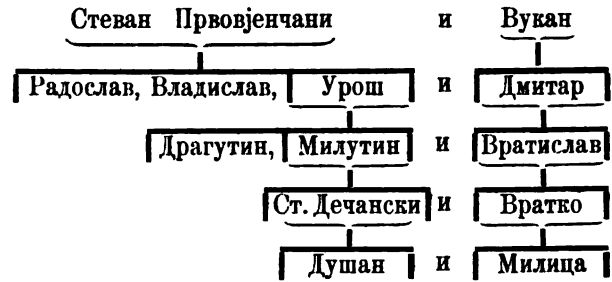 Стеван Првовјенчани и Вукан
Радослав, Владислав, Урош и Дмитар
Драгутин, Милутин и Вратислав
Ст. Дечански и Вратко
Душан и Милица